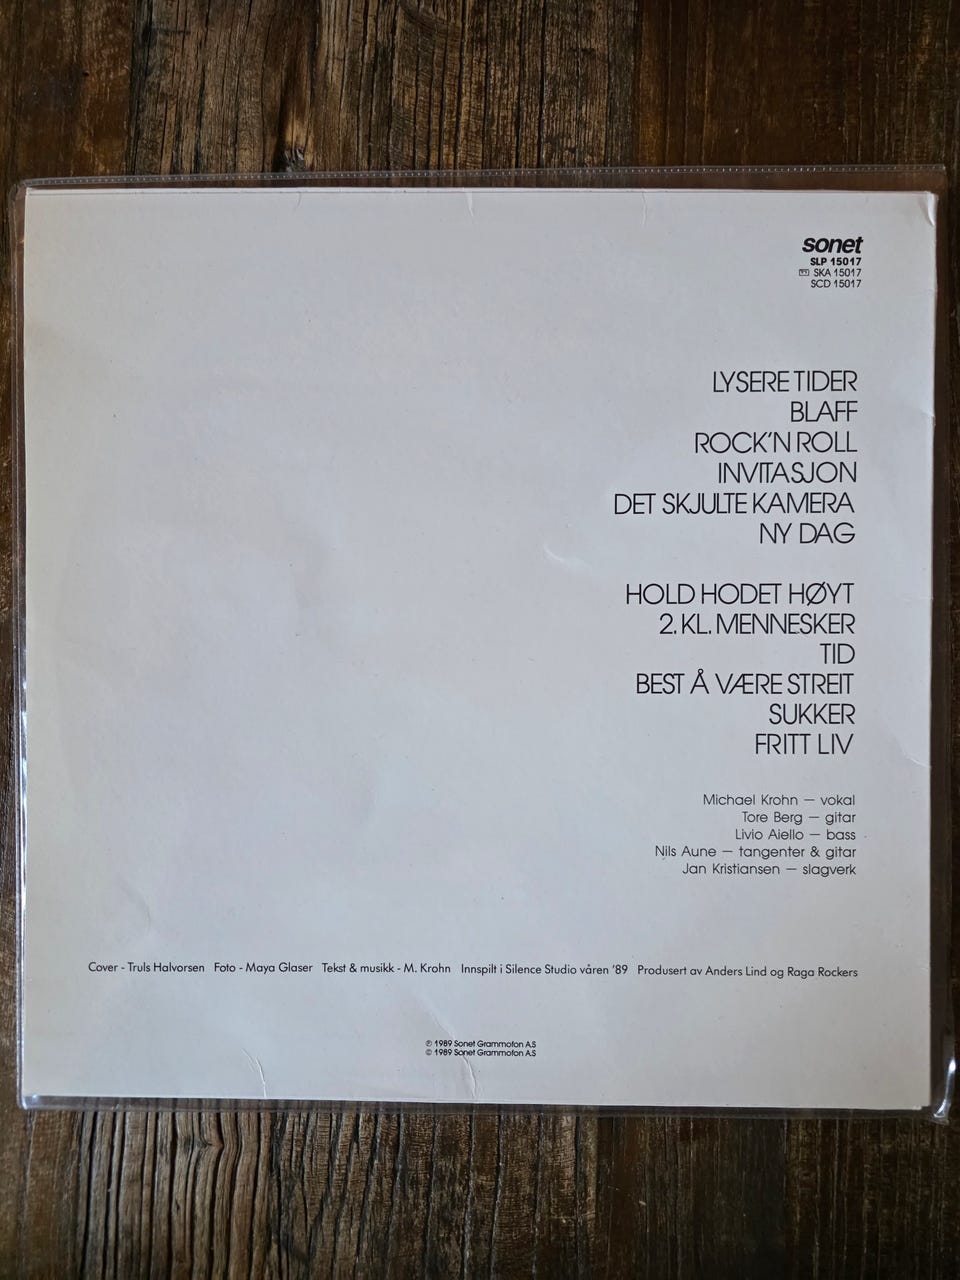 sonet
SLP 15017
SKA 15017
SCD 15017
LYSERE TIDER
BLAFF
ROCK'N ROLL
INVITASJON
DET SKJULTE KAMERA
NY DAG
HOLD HODET HØYT
2. KL. MENNESKER
TID
BEST Å VÆRE STREIT
SUKKER
FRITT LIV
Michael Krohn – vokal
Tore Berg – gitar
Livio Aiello – bass
Nils Aune – tangenter & gitar
Jan Kristiansen – slagverk
Cover - Truls Halvorsen Foto - Maya Glaser Tekst & musikk - M. Krohn Innspilt i Silence Studio våren '89 Produsert av Anders Lind og Raga Rockers
℗ 1989 Sonet Grammofon A.S
© 1989 Sonet Grammofon A.S